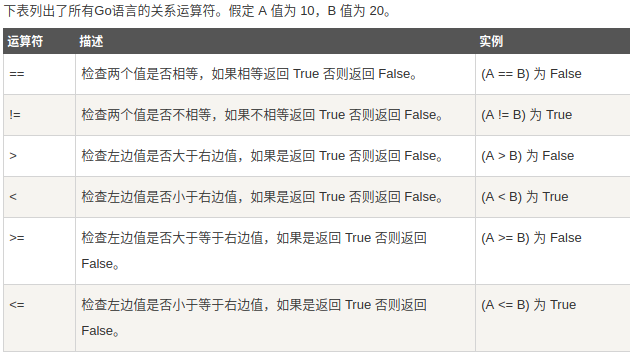 下表列出了所有Go语言的关系运算符。假定 A 值为 10，B 值为 20。
运算符 描述 实例
== 检查两个值是否相等，如果相等返回 True 否则返回 False。 (A == B) 为 False
!= 检查两个值是否不相等，如果不相等返回 True 否则返回 False。 (A != B) 为 True
> 检查左边值是否大于右边值，如果是返回 True 否则返回 False。 (A > B) 为 False
< 检查左边值是否小于右边值，如果是返回 True 否则返回 False。 (A < B) 为 True
>= 检查左边值是否大于等于右边值，如果是返回 True 否则返回 (A >= B) 为 False
False。
<= 检查左边值是否小于等于右边值，如果是返回 True 否则返回 (A <= B) 为 True
False。